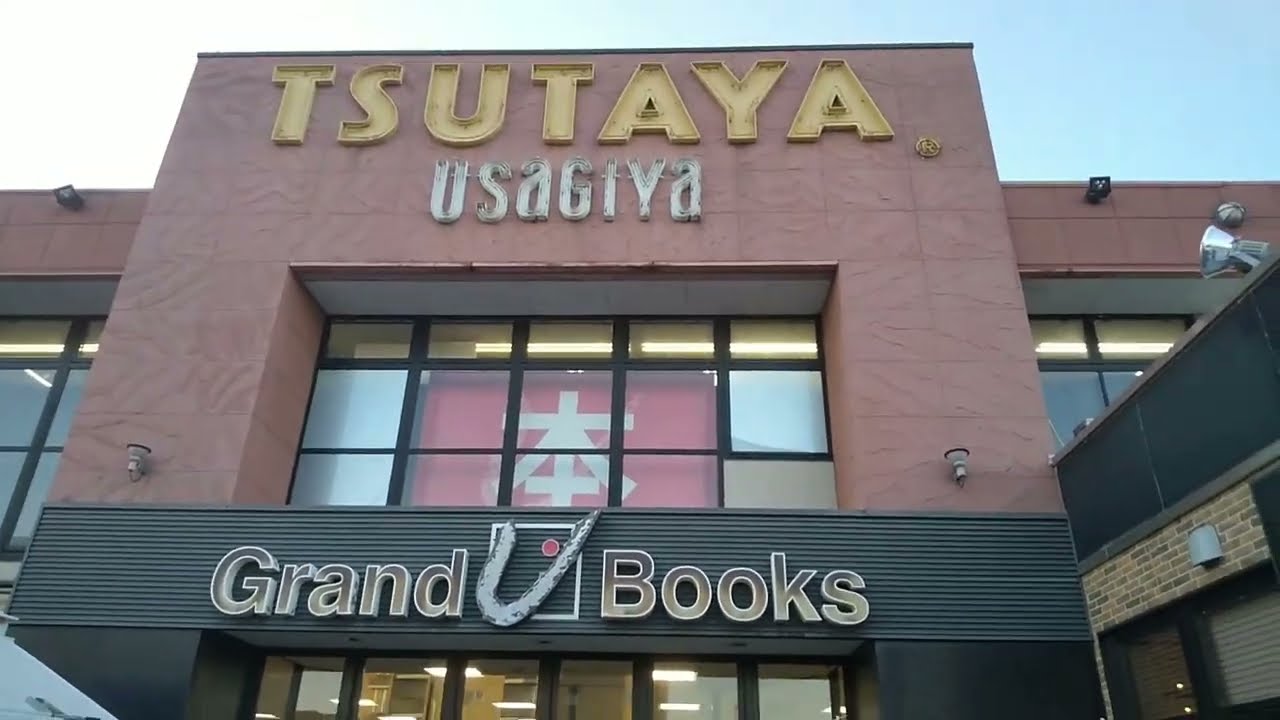 TSUTAYA®
USaGIYa
本
Grand U Books